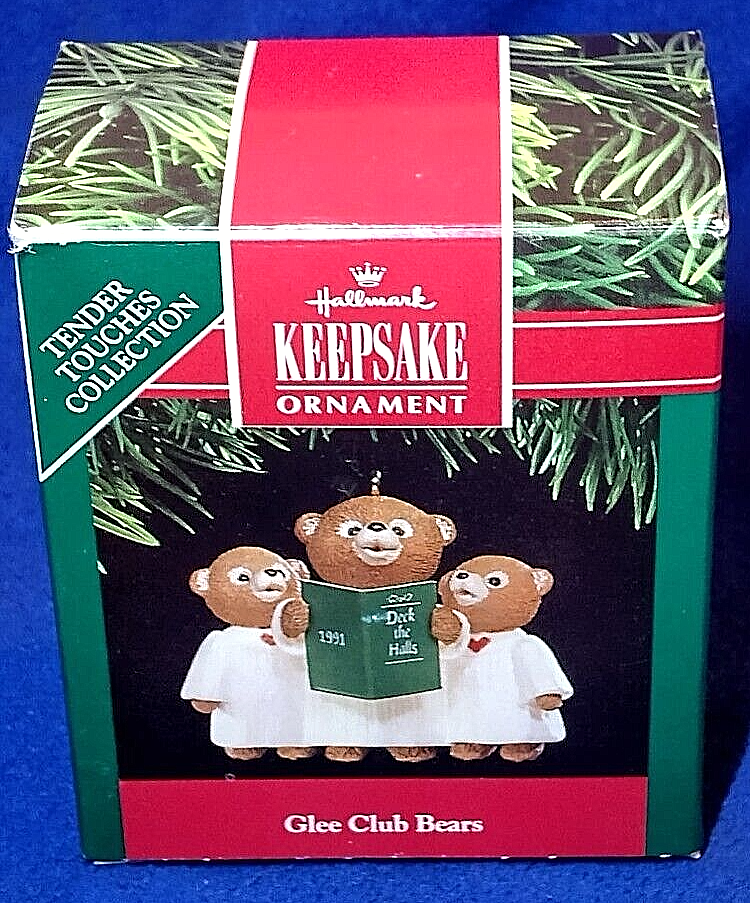 TENDER
TOUCHES
COLLECTION
Hallmark
KEEPSAKE
ORNAMENT
1991
Deck
the
Halls
Glee Club Bears